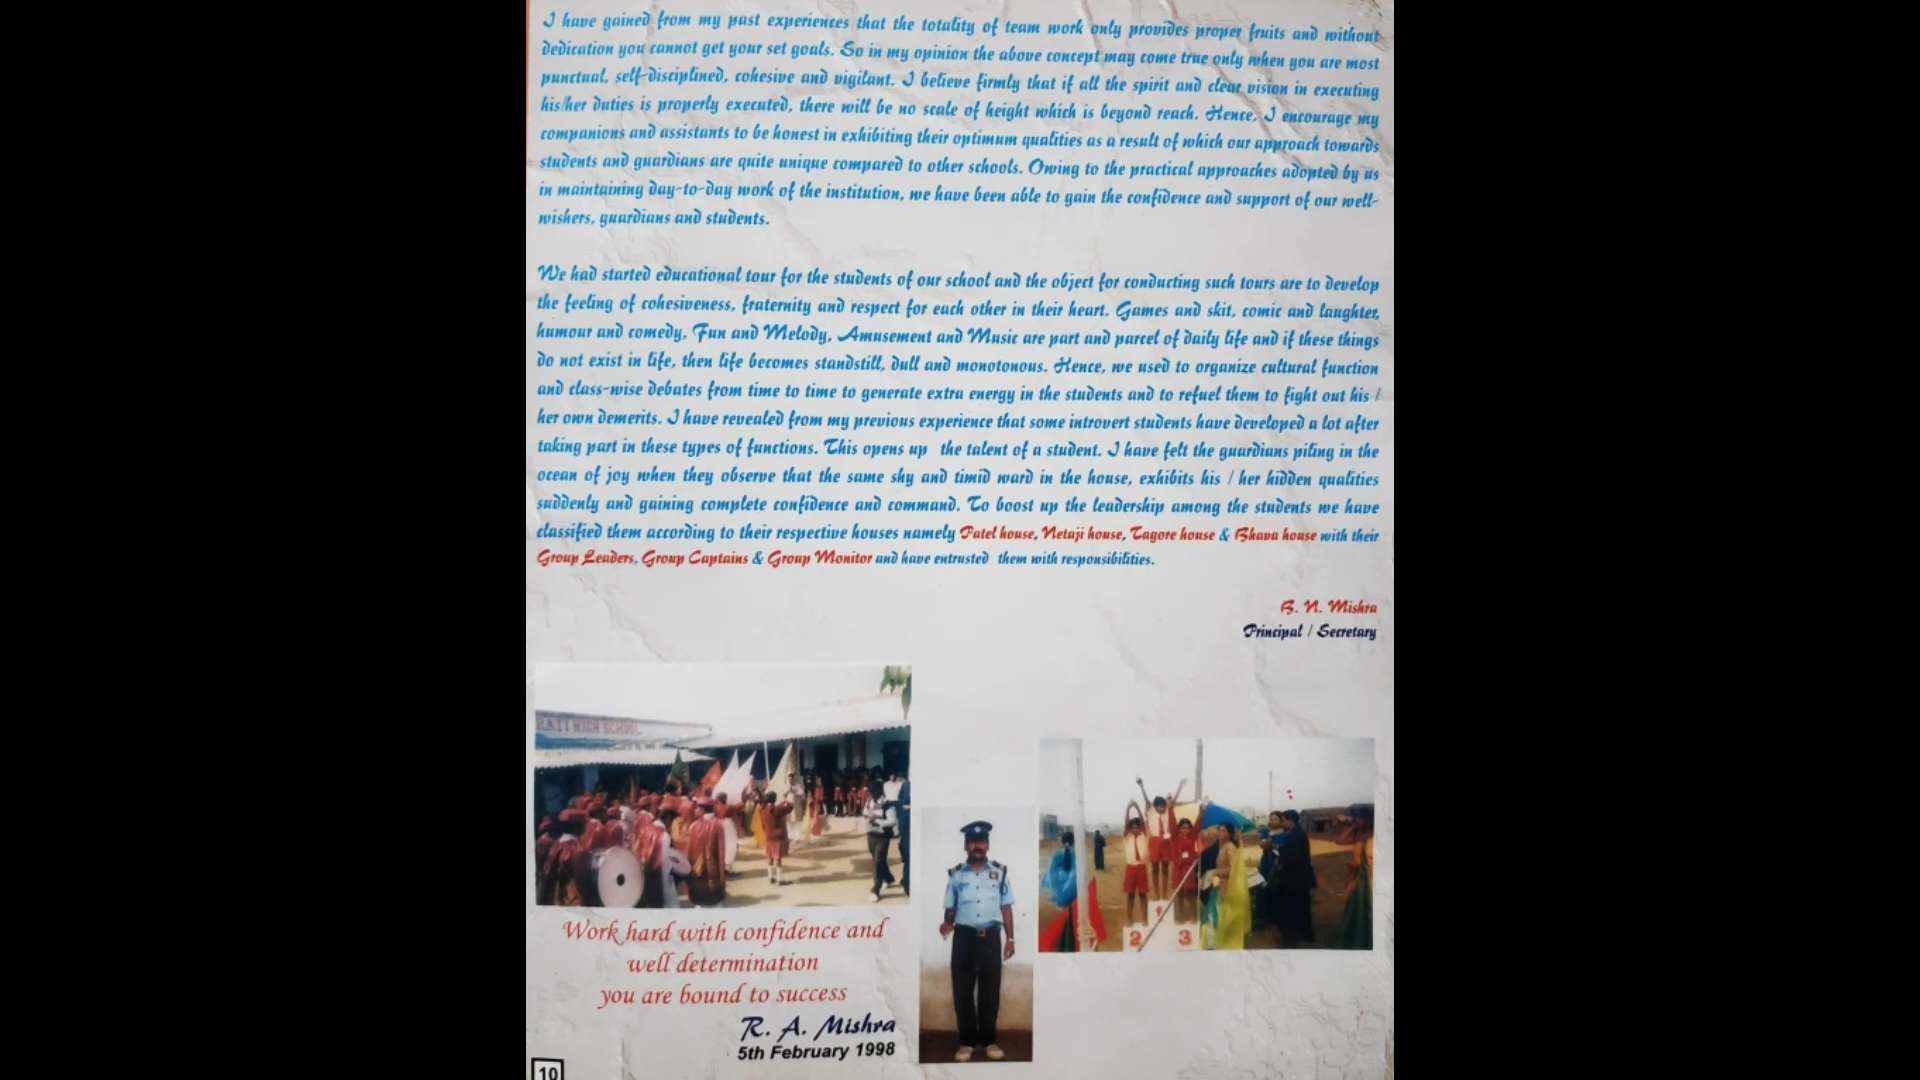 I have gained from my past experiences that the totality of team work only provides proper fruits and without
dedication you cannot get your set goals. So in my opinion the above concept may come true only when you are most
punctual, self-disciplined, cohesive and vigilant. I believe firmly that if all the spirit and clear vision in executing
his/her duties is properly executed, there will be no scale of height which is beyond reach. Hence, I encourage my
companions and assistants to be honest in exhibiting their optimum qualities as a result of which our approach towards
students and guardians are quite unique compared to other schools. Owing to the practical approaches adopted by us
in maintaining day-to-day work of the institution, we have been able to gain the confidence and support of our well-
wishers, guardians and students.
We had started educational tour for the students of our school and the object for conducting such tours are to develop
the feeling of cohesiveness, fraternity and respect for each other in their heart. Games and skit, comic and laughter,
humour and comedy, Fun and Melody, Amusement and Music are part and parcel of daily life and if these things
do not exist in life, then life becomes standstill, dull and monotonous. Hence, we used to organize cultural function
and class-wise debates from time to time to generate extra energy in the students and to refuel them to fight out his /
her own demerits. I have revealed from my previous experience that some introvert students have developed a lot after
taking part in these types of functions. This opens up the talent of a student. I have felt the guardians piling in the
ocean of joy when they observe that the same shy and timid ward in the house, exhibits his / her hidden qualities
suddenly and gaining complete confidence and command. To boost up the leadership among the students we have
classified them according to their respective houses namely Patel house, Netaji house, Tagore house & Bhava house with their
Group Leaders, Group Captains & Group Monitor and have entrusted them with responsibilities.
B. N. Mishra
Principal / Secretary
RATI HIGH SCHOOL
1
2 3
Work hard with confidence and
well determination
you are bound to success
R. A. Mishra
5th February 1998
10